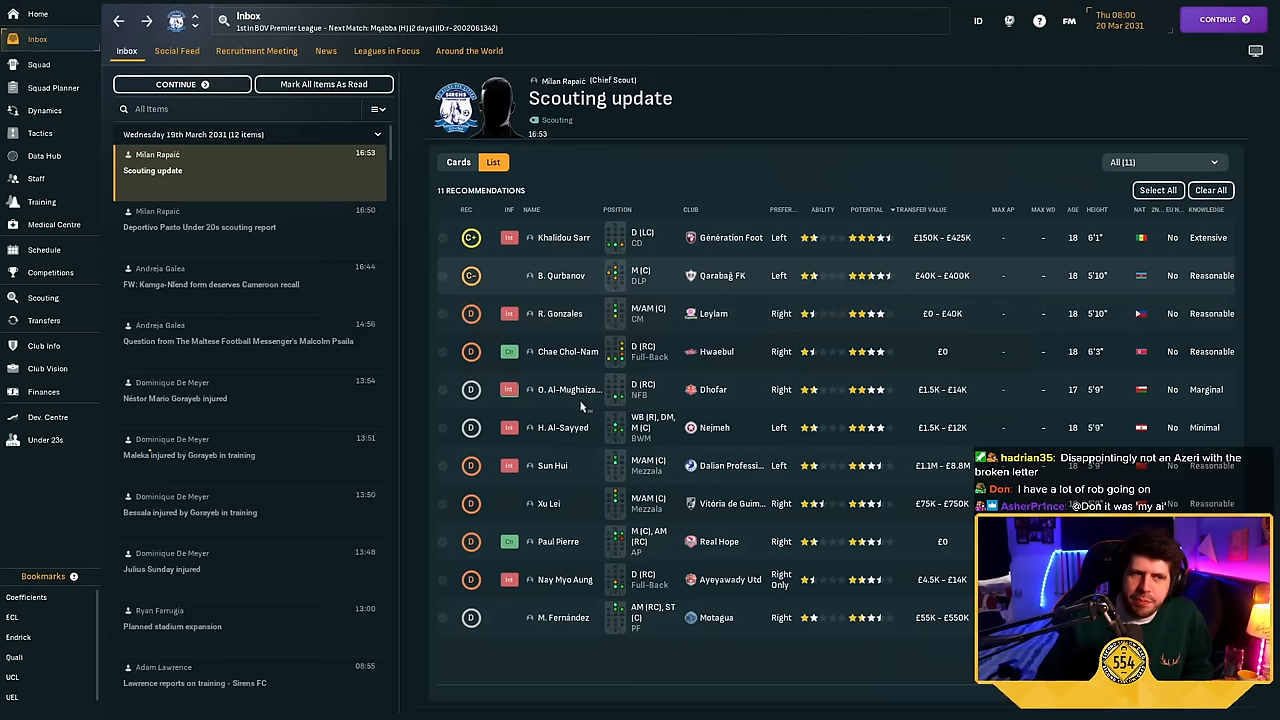 Home
Inbox
Squad
Squad Planner
Dynamics
Tactics
Data Hub
Staff
Training
Medical Centre
Schedule
Competitions
Scouting
Transfers
Club Info
Club Vision
Finances
Dev. Centre
Under 23s
Bookmarks
Coefficients
ECL
Endrick
Quali
UCL
UEL
Inbox
1st in BOV Premier League - Next Match: Mqabba (H) (2 days) (ID:r-2002061342)
ID
FM
Thu 08:00
20 Mar 2031
CONTINUE
Inbox Social Feed Recruitment Meeting News Leagues in Focus Around the World
CONTINUE Mark All Items As Read
All Items
Wednesday 19th March 2031 (12 items)
Milan Rapaić 16:53
Scouting update
Milan Rapaić 16:50
Deportivo Pasto Under 20s scouting report
Andreja Galea 16:44
FW: Kamga-Nlend form deserves Cameroon recall
Andreja Galea 14:56
Question from The Maltese Football Messenger's Malcolm Psaila
Dominique De Meyer 13:54
Néstor Mario Gorayeb injured
Dominique De Meyer 13:51
Maleka injured by Gorayeb in training
Dominique De Meyer 13:50
Bessala injured by Gorayeb in training
Dominique De Meyer 13:48
Julius Sunday injured
Ryan Farrugia 13:00
Planned stadium expansion
Adam Lawrence 08:55
Lawrence reports on training - Sirens FC
SIRENS
Milan Rapaić (Chief Scout)
Scouting update
Scouting
16:53
Cards List All (11)
11 RECOMMENDATIONS Select All Clear All
REC INF NAME POSITION CLUB PREFER... ABILITY POTENTIAL TRANSFER VALUE MAX AP MAX WD AGE HEIGHT NAT 2N... EU N... KNOWLEDGE
C+ Int Khalidou Sarr D (LC) CD Génération Foot Left £150K - £425K - - 18 6'1" No Extensive
C- B. Qurbanov M (C) DLP Qarabağ FK Left £40K - £400K - - 18 5'10" No Reasonable
D Int R. Gonzales M/AM (C) CM Leylam Right £0 - £40K - - 18 5'10" No Reasonable
D Ctr Chae Chol-Nam D (RC) Full-Back Hwaebul Right £0 - - 18 6'3" No Reasonable
D Int O. Al-Mughaiza... D (RC) NFB Dhofar Right £1.5K - £14K - - 17 5'9" No Marginal
D Int H. Al-Sayyed WB (R), DM, M (C) BWM Nejmeh Left £1.5K - £12K - - 18 5'9" No Minimal
D Int Sun Hui M/AM (C) Mezzala Dalian Professi... Left £1.1M - £8.8M
D Xu Lei M/AM (C) Mezzala Vitória de Guim... Right £75K - £750K
D Ctr Paul Pierre M (C), AM (RC) AP Real Hope Right £0
D Int Nay Myo Aung D (RC) Full-Back Ayeyawady Utd Right Only £4.5K - £14K
D M. Fernández AM (RC), ST (C) PF Motagua Right £55K - £550K
hadrian35: Disappointingly not an Azeri with the
broken letter
Don: I have a lot of rob going on
AsherPr1nce: @Don it was 'my ai'
554